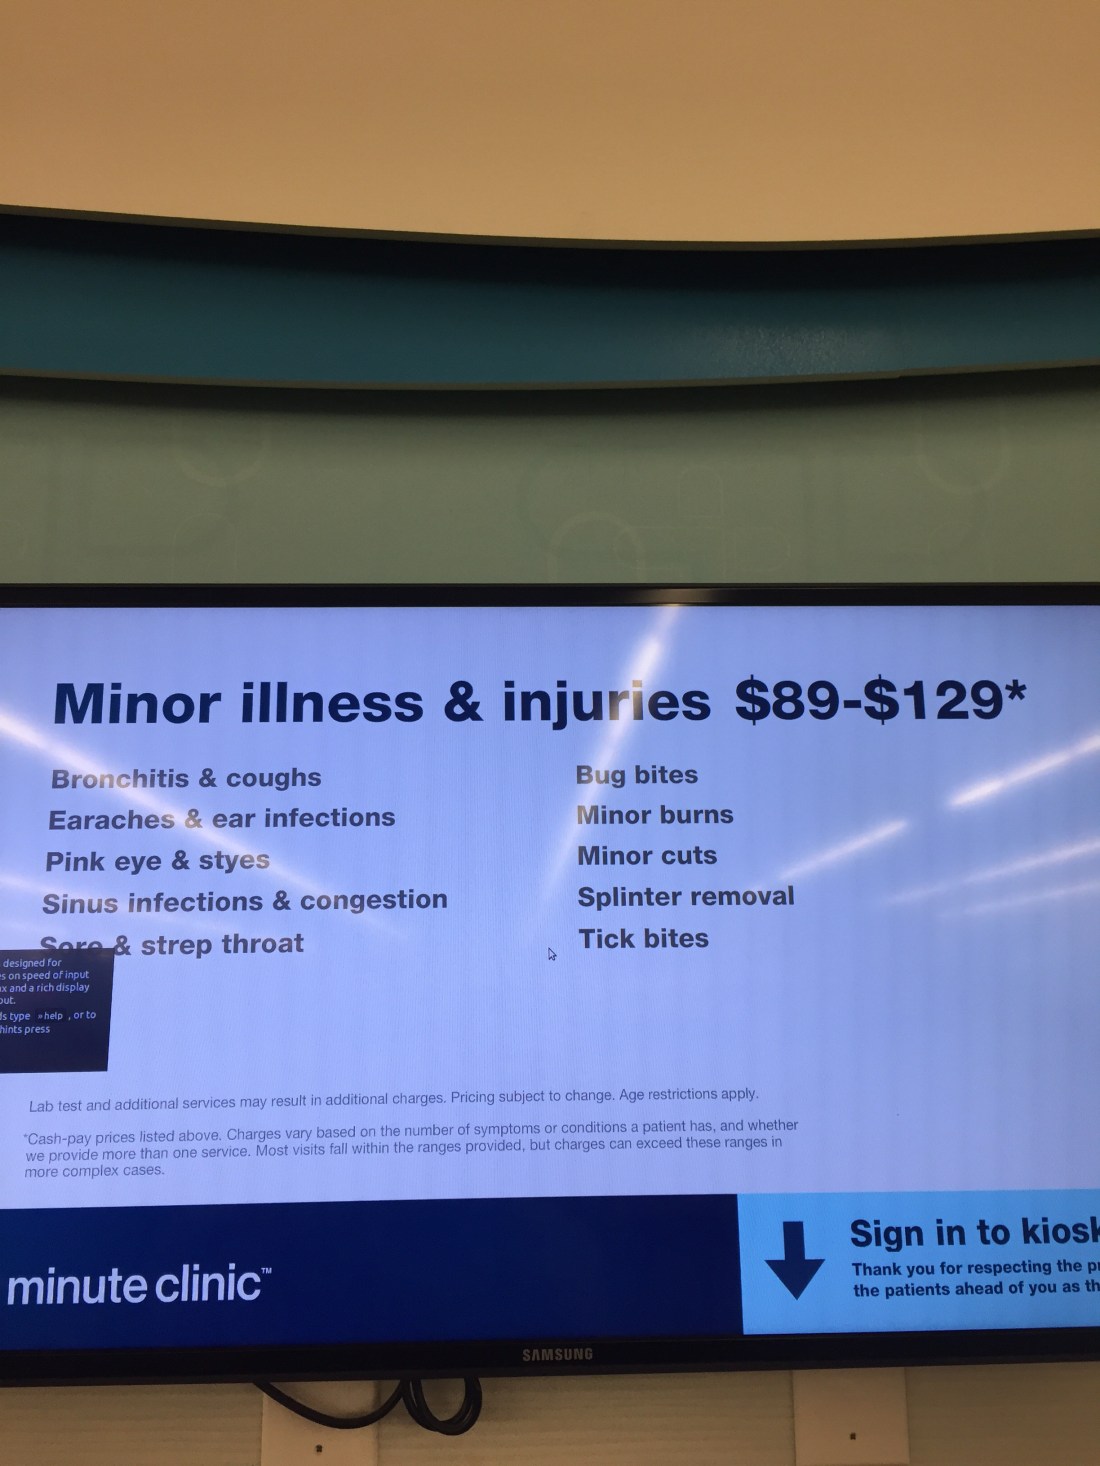 Minor illness & injuries $89-$129*
Bronchitis & coughs
Earaches & ear infections
Pink eye & styes
Sinus infections & congestion
Sore & strep throat
Bug bites
Minor burns
Minor cuts
Splinter removal
Tick bites
designed for
on speed of input
and a rich display
type »help , or to
hints press
Lab test and additional services may result in additional charges. Pricing subject to change. Age restrictions apply.
*Cash-pay prices listed above. Charges vary based on the number of symptoms or conditions a patient has, and whether
we provide more than one service. Most visits fall within the ranges provided, but charges can exceed these ranges in
more complex cases.
minute clinic™
Sign in to kiosk
Thank you for respecting the
the patients ahead of you as
SAMSUNG